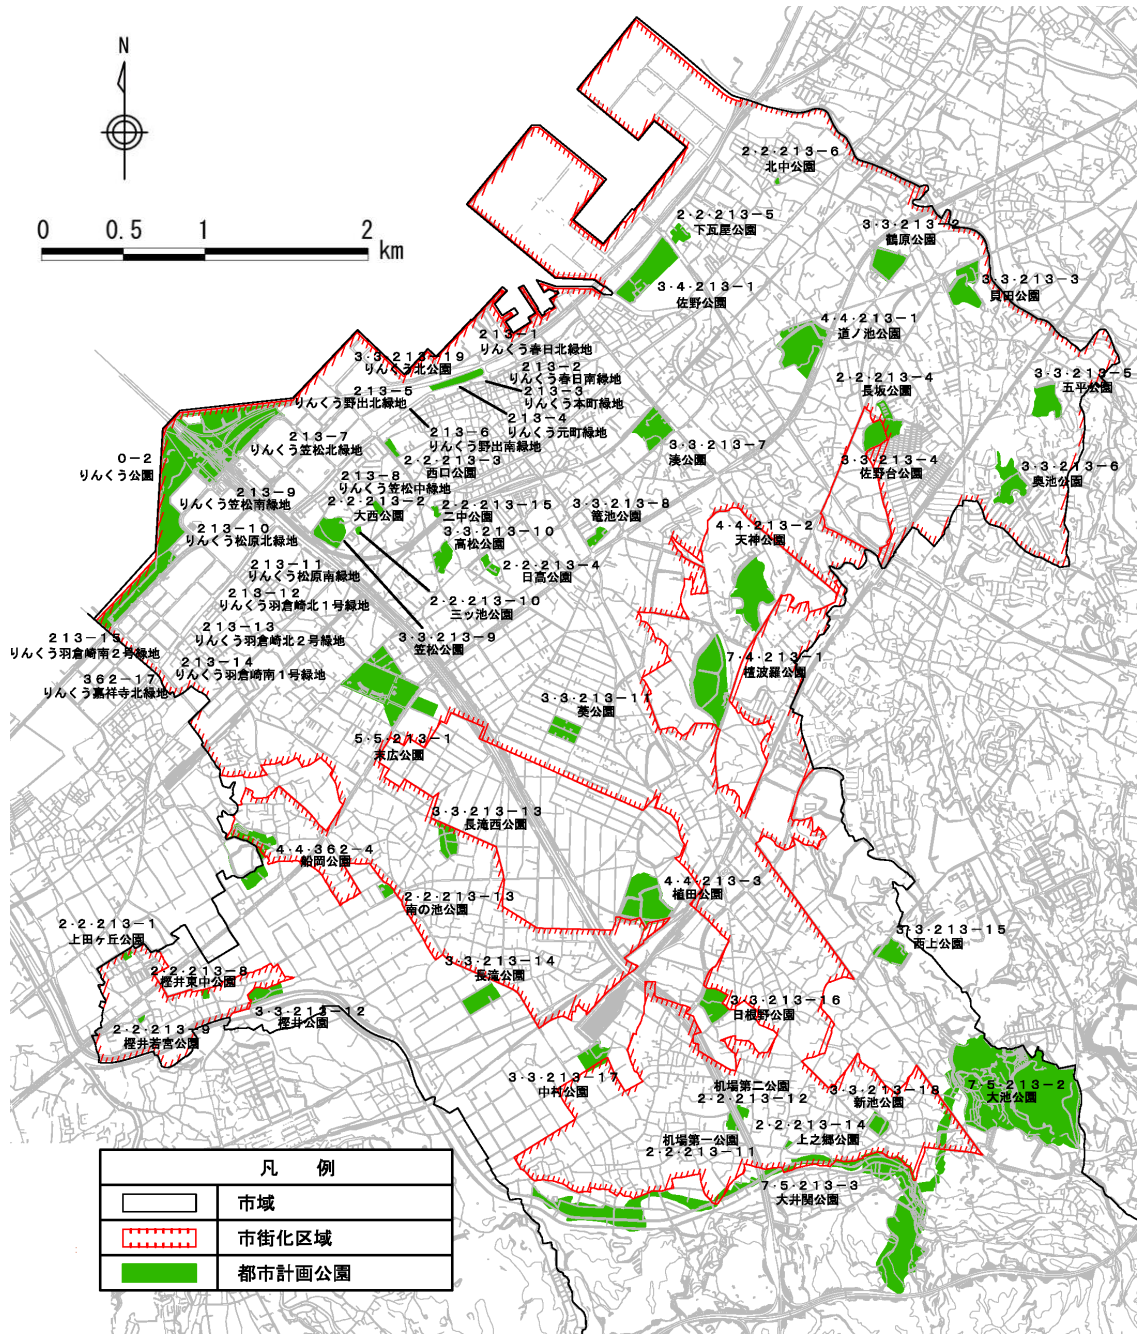 N
0 0.5 1 2
km
2・2・213-6
北中公園
2・2・213-5
下瓦屋公園
3・3・213-2
鶴原公園
3・4・213-1
佐野公園
3・3・213-3
貝田公園
4・4・213-1
道ノ池公園
213-1
りんくう春日北緑地
3・3・213-19
りんくう北公園
213-2
りんくう春日南緑地
213-3
りんくう本町緑地
213-4
りんくう元町緑地
213-5
りんくう野出北緑地
213-6
りんくう野出南緑地
2・2・213-4
長坂公園
3・3・213-5
五平公園
213-7
りんくう笠松北緑地
0-2
りんくう公園
2・2・213-3
西口公園
3・3・213-7
湊公園
3・3・213-4
佐野台公園
3・3・213-6
奥池公園
213-8
りんくう笠松中緑地
213-9
りんくう笠松南緑地
2・2・213-2
大西公園
2・2・213-15
二中公園
3・3・213-8
篭池公園
213-10
りんくう松原北緑地
3・3・213-10
高松公園
4・4・213-2
天神公園
213-11
りんくう松原南緑地
2・2・213-4
日高公園
213-12
りんくう羽倉崎北1号緑地
2・2・213-10
三ッ池公園
213-13
りんくう羽倉崎北2号緑地
3・3・213-9
笠松公園
213-15
りんくう羽倉崎南2号緑地
213-14
りんくう羽倉崎南1号緑地
362-17
りんくう嘉祥寺北緑地
7・4・213-1
檀波羅公園
3・3・213-11
葵公園
5・5・213-1
末広公園
3・3・213-13
長滝西公園
4・4・362-4
船岡公園
4・4・213-3
植田公園
2・2・213-13
南の池公園
2・2・213-1
上田ヶ丘公園
3・3・213-15
西上公園
2・2・213-8
樫井東中公園
3・3・213-14
長滝公園
3・3・213-12
樫井公園
3・3・213-16
日根野公園
2・2・213-9
樫井若宮公園
3・3・213-17
中村公園
机場第二公園
2・2・213-12
3・3・213-18
新池公園
7・5・213-2
大池公園
2・2・213-14
上之郷公園
机場第一公園
2・2・213-11
7・5・213-3
大井関公園
凡 例
市域
市街化区域
都市計画公園